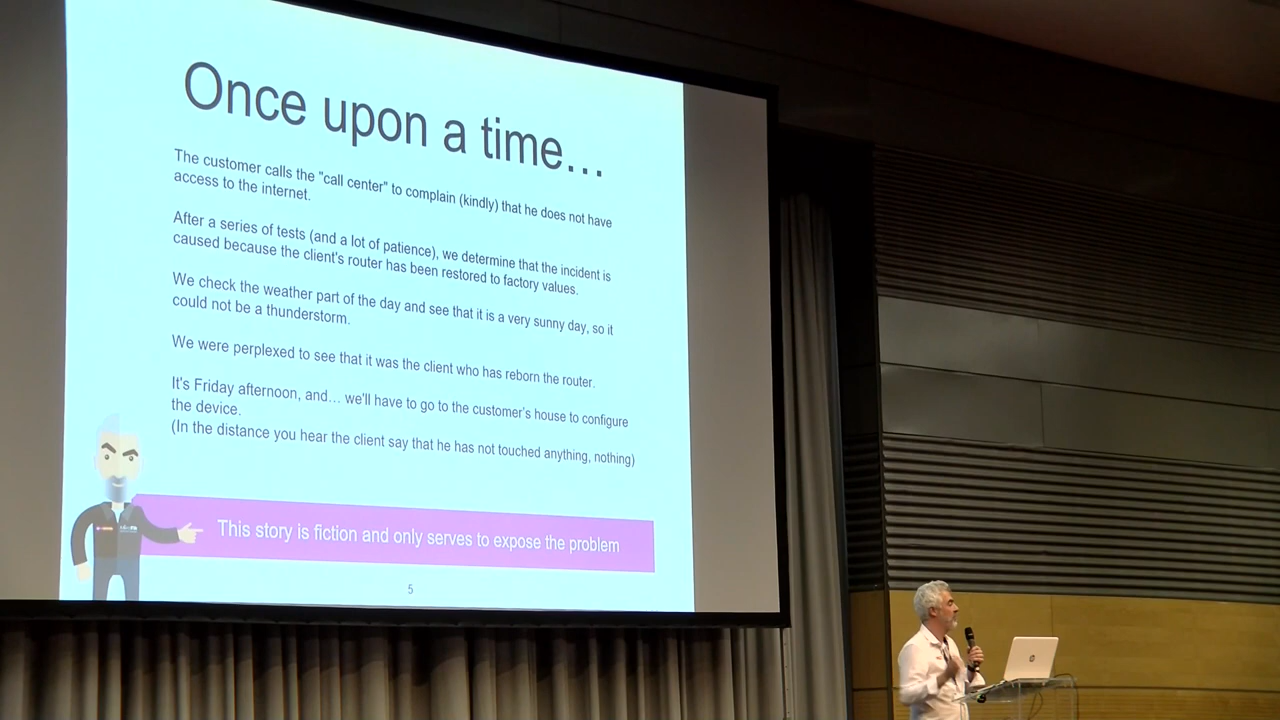 Once upon a time…
The customer calls the "call center" to complain (kindly) that he does not have
access to the internet.
After a series of tests (and a lot of patience), we determine that the incident is
caused because the client's router has been restored to factory values.
We check the weather part of the day and see that it is a very sunny day, so it
could not be a thunderstorm.
We were perplexed to see that it was the client who has reborn the router.
It's Friday afternoon, and… we'll have to go to the customer's house to configure
the device.
(In the distance you hear the client say that he has not touched anything, nothing)
This story is fiction and only serves to expose the problem
5